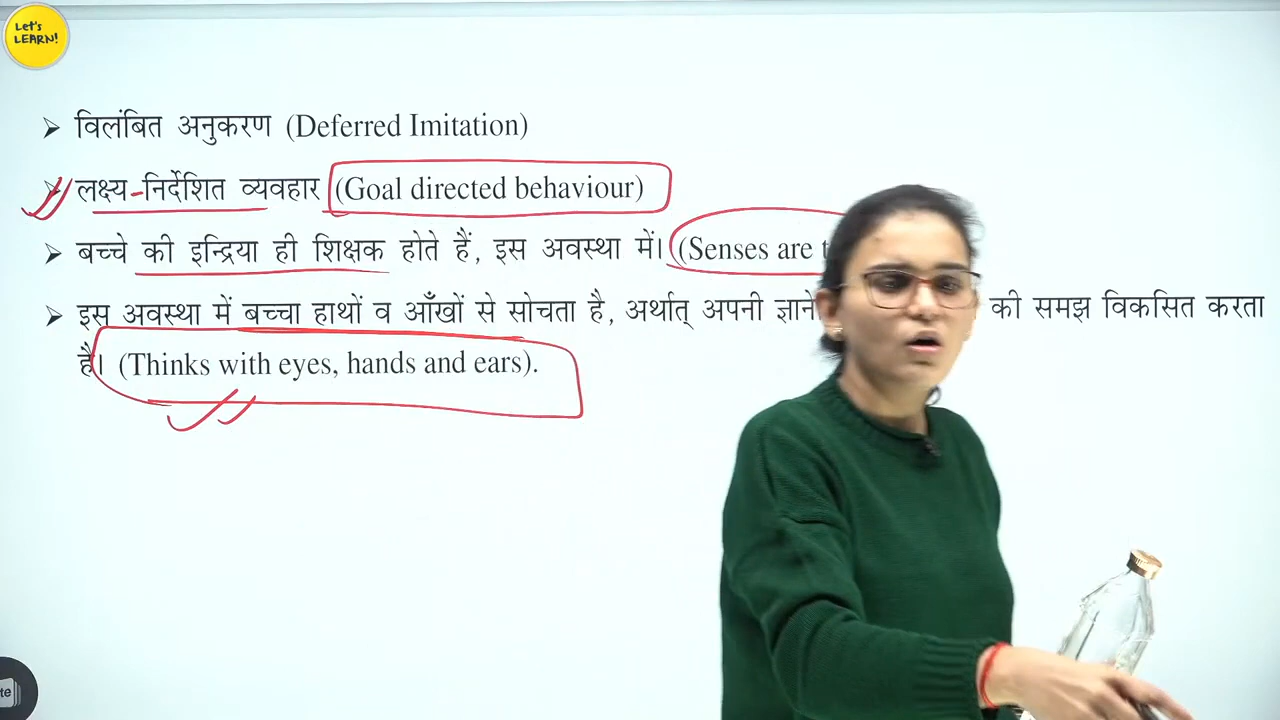 Let's
LEARN!
विलंबित अनुकरण (Deferred Imitation)
लक्ष्य-निर्देशित व्यवहार (Goal directed behaviour)
बच्चे की इन्द्रिया ही शिक्षक होते हैं, इस अवस्था में। (Senses are
इस अवस्था में बच्चा हाथों व आँखों से सोचता है, अर्थात् अपनी की समझ विकसित करता
है। (Thinks with eyes, hands and ears).